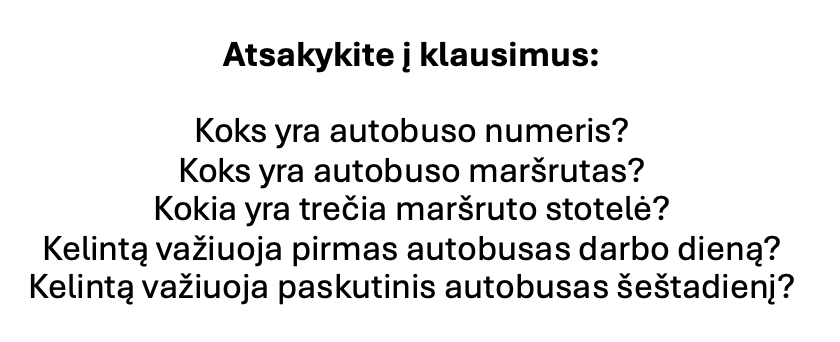 Atsakykite į klausimus:
Koks yra autobuso numeris?
Koks yra autobuso maršrutas?
Kokia yra trečia maršruto stotelė?
Kelintą važiuoja pirmas autobusas darbo dieną?
Kelintą važiuoja paskutinis autobusas šeštadienį?